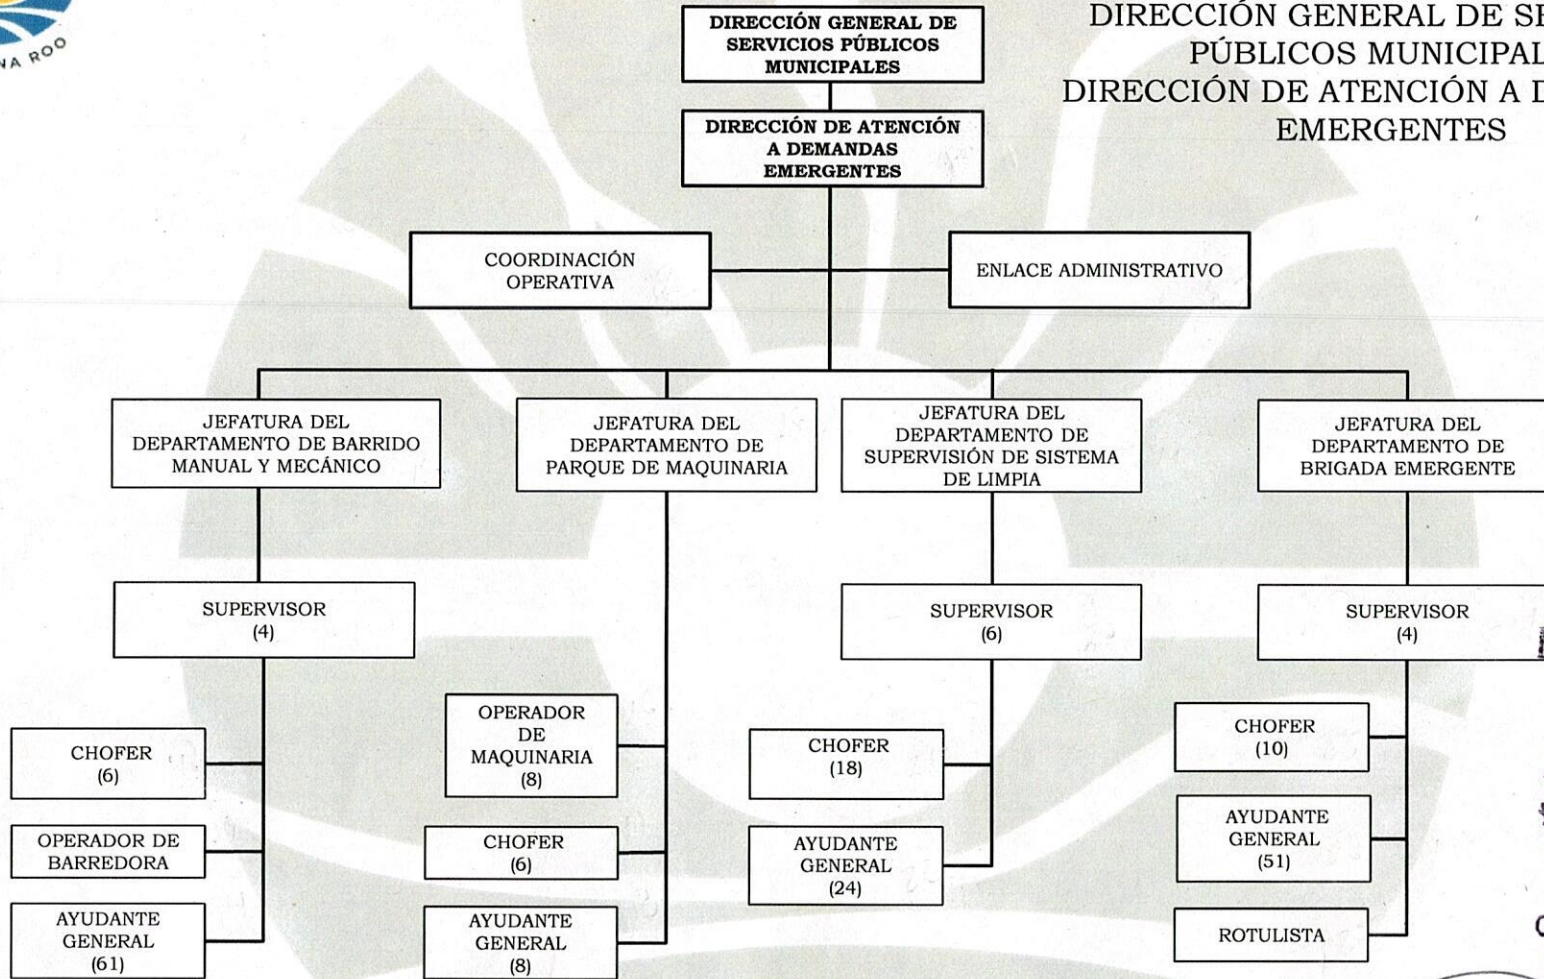 NA ROO
DIRECCIÓN GENERAL DE
PÚBLICOS
DIRECCIÓN DE ATENCIÓN A
EMERGENTES
DIRECCIÓN GENERAL DE
SERVICIOS PÚBLICOS
MUNICIPALES
DIRECCIÓN DE ATENCIÓN
A DEMANDAS
EMERGENTES
COORDINACIÓN
OPERATIVA
ENLACE ADMINISTRATIVO
JEFATURA DEL
DEPARTAMENTO DE BARRIDO
MANUAL Y MECÁNICO
JEFATURA DEL
DEPARTAMENTO DE
PARQUE DE MAQUINARIA
JEFATURA DEL
DEPARTAMENTO DE
SUPERVISIÓN DE SISTEMA
DE LIMPIA
JEFATURA DEL
DEPARTAMENTO DE
BRIGADA EMERGENTE
SUPERVISOR
(4)
SUPERVISOR
(6)
SUPERVISOR
(4)
CHOFER
(6)
OPERADOR DE
BARREDORA
AYUDANTE
GENERAL
(61)
OPERADOR
DE
MAQUINARIA
(8)
CHOFER
(6)
AYUDANTE
GENERAL
(8)
CHOFER
(18)
AYUDANTE
GENERAL
(24)
CHOFER
(10)
AYUDANTE
GENERAL
(51)
ROTULISTA